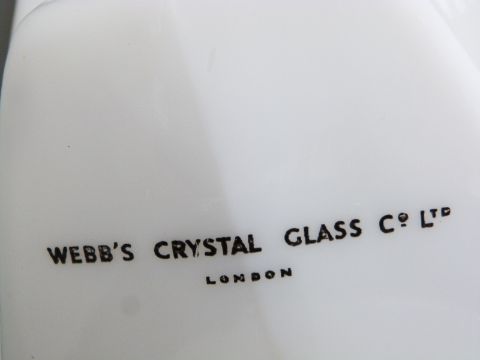 WEBB'S CRYSTAL GLASS Cº LTD
LONDON